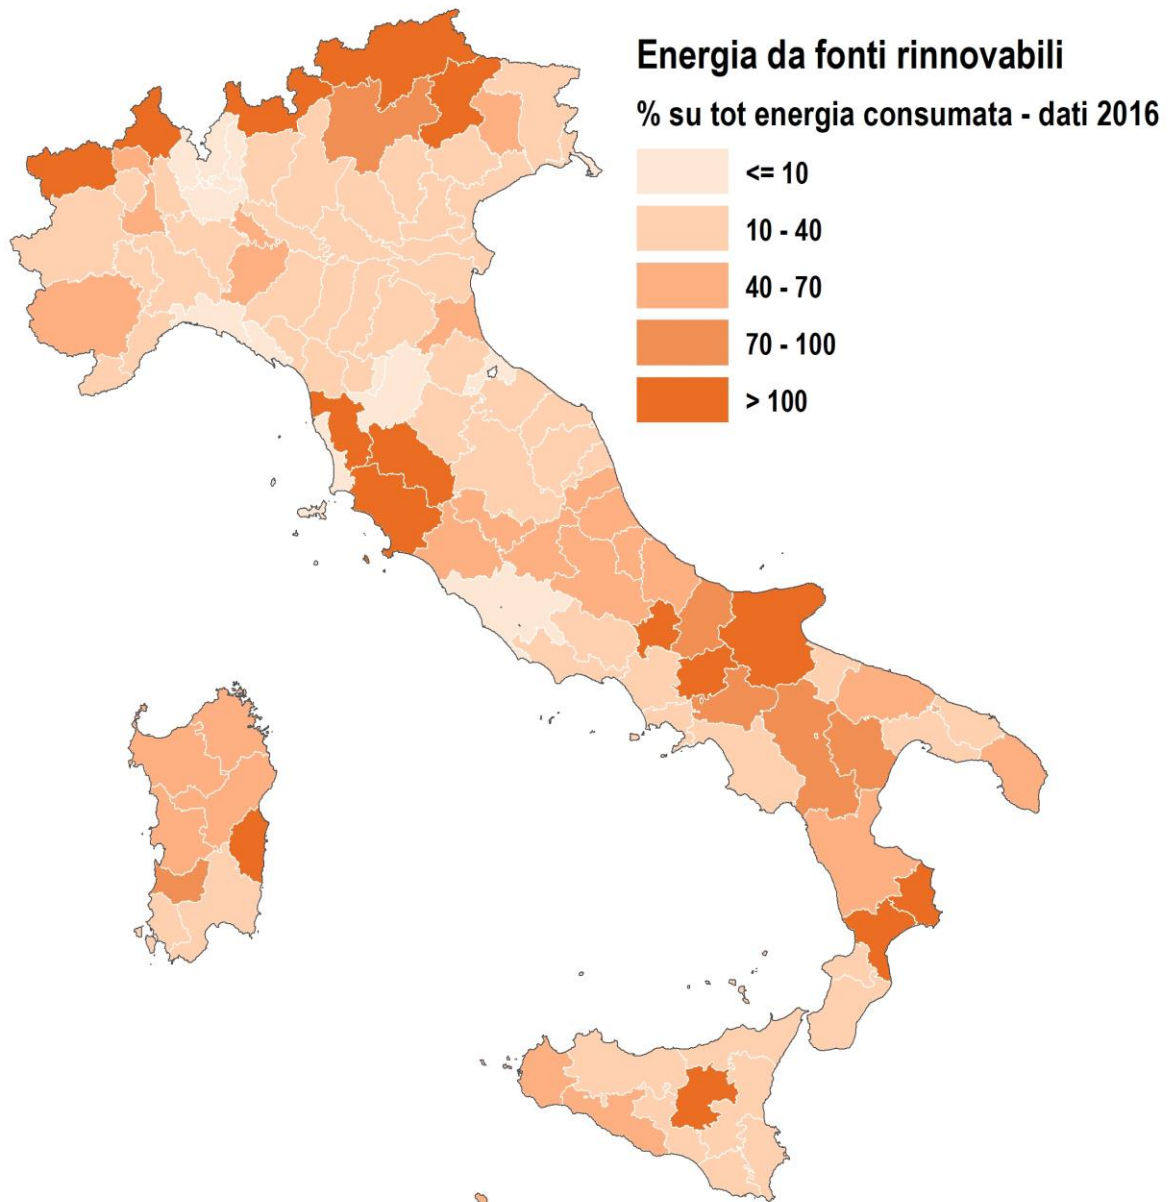 Energia da fonti rinnovabili
% su tot energia consumata - dati 2016
<= 10
10 - 40
40 - 70
70 - 100
> 100